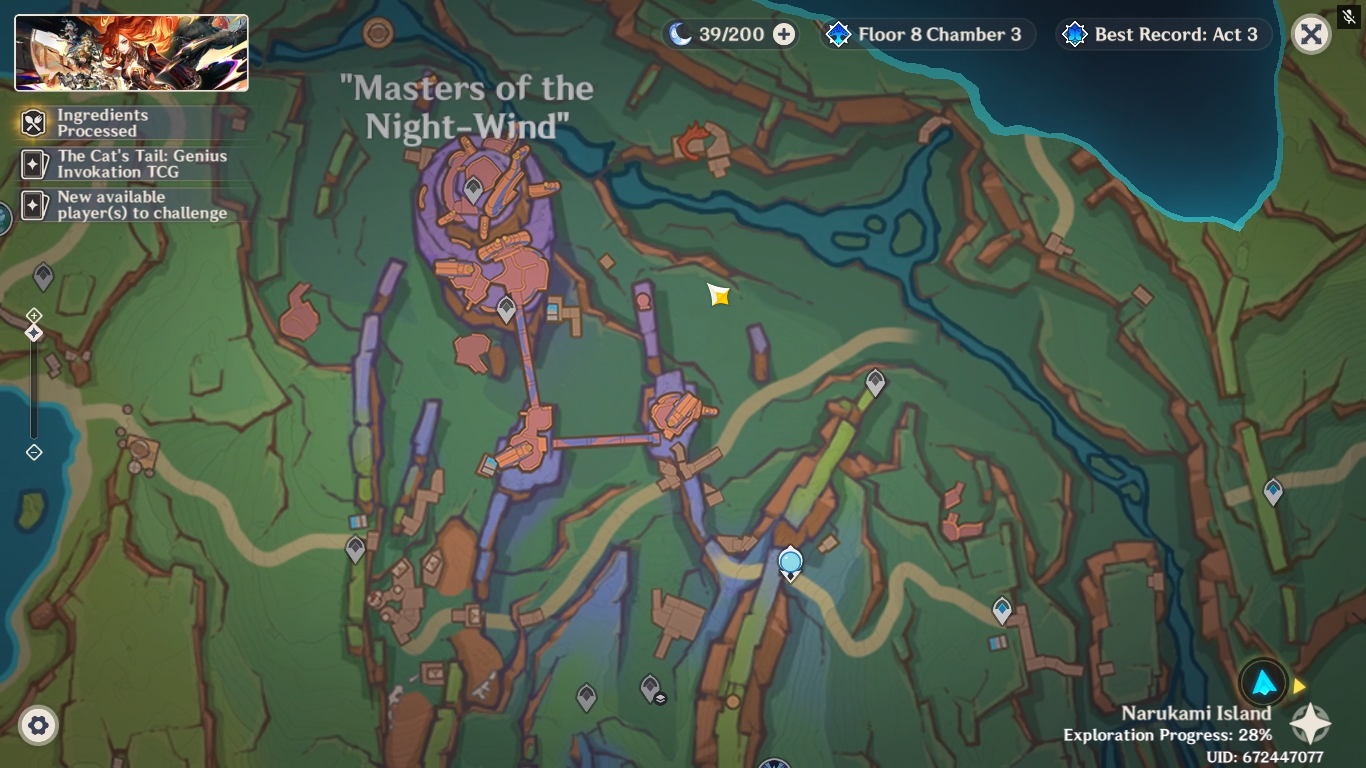 39/200
Floor 8 Chamber 3
Best Record: Act 3
"Masters of the
Night-Wind"
Ingredients
Processed
The Cat's Tail: Genius
Invokation TCG
New available
player(s) to challenge
Narukami Island
Exploration Progress: 28%
UID: 672447077